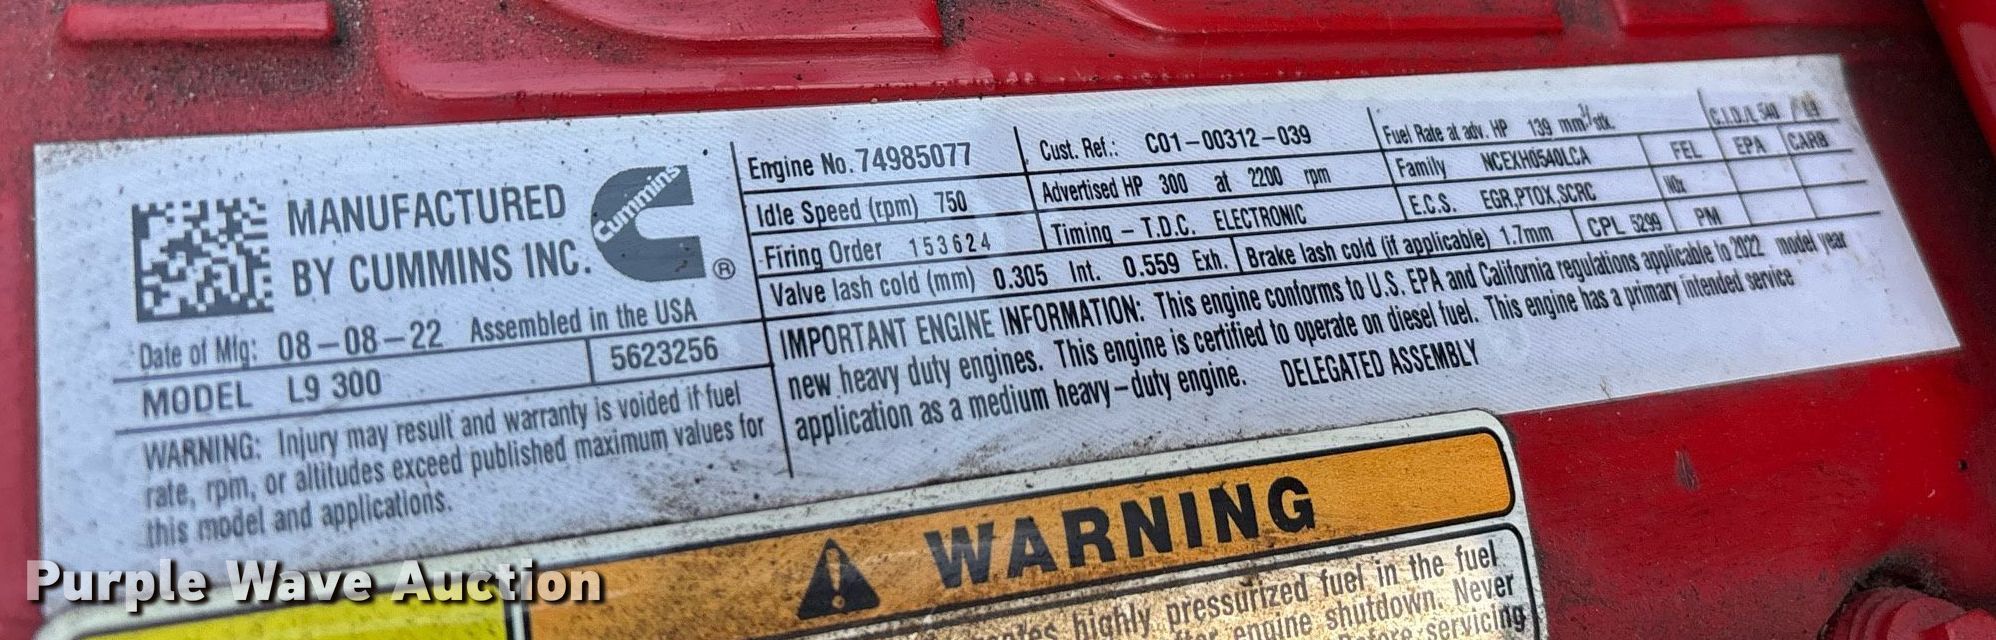 MANUFACTURED
BY CUMMINS INC.
Cummins
®
Date of Mfg: 08-08-22 Assembled in the USA
MODEL L9 300 5623256
WARNING: Injury may result and warranty is voided if fuel
rate, rpm, or altitudes exceed published maximum values for
this model and applications.
Engine No. 74985077 Cust. Ref.: C01-00312-039 Fuel Rate at adv. HP 139 mm³/stk. C.I.D./L 540 / L9
Idle Speed (rpm) 750 Advertised HP 300 at 2200 rpm Family NCEXH0540LCA FEL EPA CARB
Firing Order 153624 Timing - T.D.C. ELECTRONIC E.C.S. EGR,PTOX,SCRC NOx
Valve lash cold (mm) 0.305 Int. 0.559 Exh. Brake lash cold (if applicable) 1.7mm CPL 5299 PM
IMPORTANT ENGINE INFORMATION: This engine conforms to U.S. EPA and California regulations applicable to 2022 model year
new heavy duty engines. This engine is certified to operate on diesel fuel. This engine has a primary intended service
application as a medium heavy-duty engine. DELEGATED ASSEMBLY
WARNING
highly pressurized fuel in the fuel
engine shutdown. Never
servicing
Purple Wave Auction